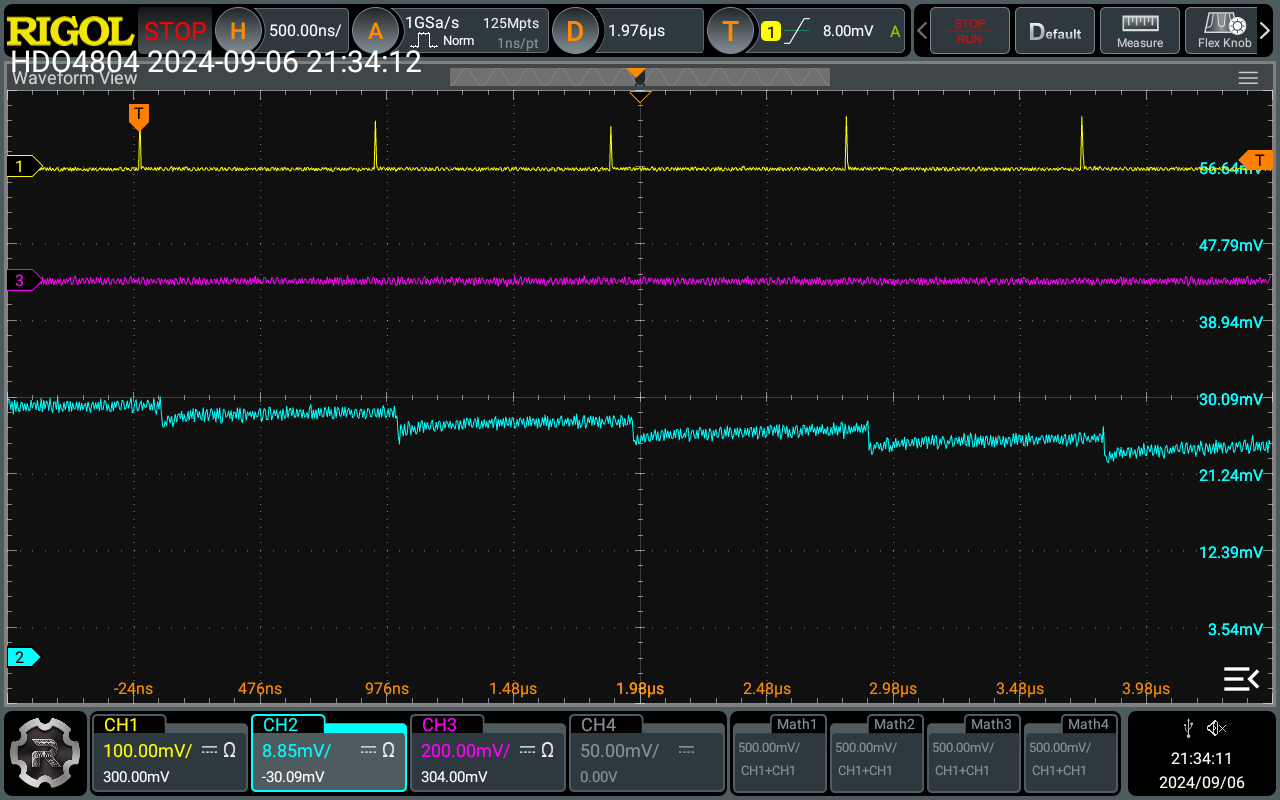 RIGOL STOP H 500.00ns/ A 1GSa/s Norm 125Mpts 1ns/pt D 1.976µs T 1 8.00mV A STOP RUN Default Measure Flex Knob
HDO4804 2024-09-06 21:34:12
Waveform View
T
1 56.64mV T
47.79mV
3
38.94mV
30.09mV
21.24mV
12.39mV
3.54mV
2
-24ns 476ns 976ns 1.48µs 1.98µs 2.48µs 2.98µs 3.48µs 3.98µs
CH1 CH2 CH3 CH4 Math1 Math2 Math3 Math4
100.00mV/ Ω 8.85mV/ Ω 200.00mV/ Ω 50.00mV/ 500.00mV/ 500.00mV/ 500.00mV/ 500.00mV/
300.00mV -30.09mV 304.00mV 0.00V CH1+CH1 CH1+CH1 CH1+CH1 CH1+CH1
R
21:34:11
2024/09/06